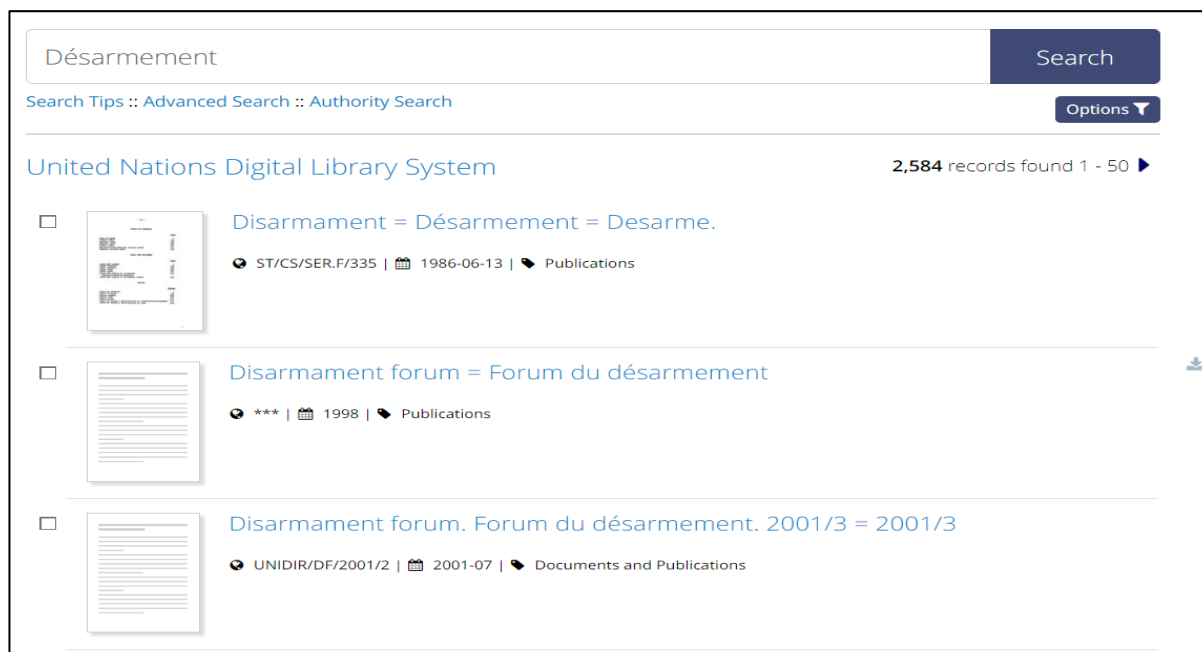 Désarmement
Search
Search Tips :: Advanced Search :: Authority Search
Options
United Nations Digital Library System
2,584 records found 1 - 50
Disarmament = Désarmement = Desarme.
ST/CS/SER.F/335 | 1986-06-13 | Publications
Disarmament forum = Forum du désarmement
*** | 1998 | Publications
Disarmament forum. Forum du désarmement. 2001/3 = 2001/3
UNIDIR/DF/2001/2 | 2001-07 | Documents and Publications